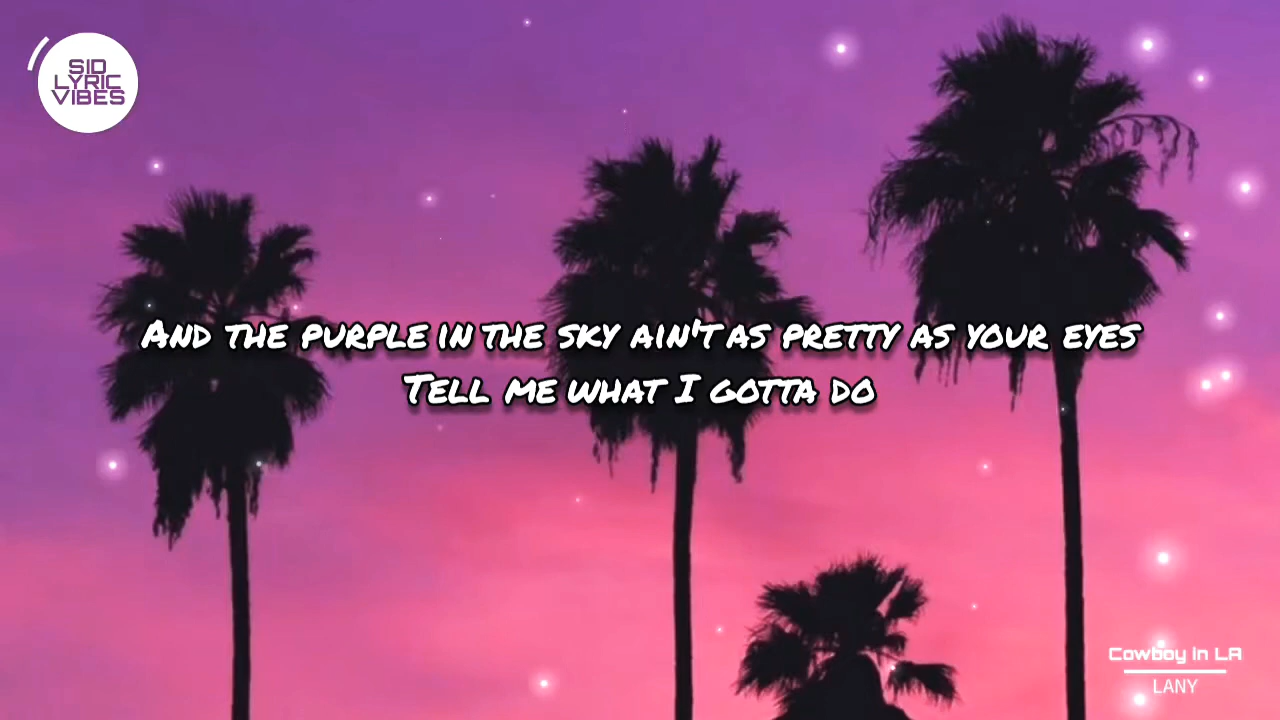 SID
LYRIC
VIBES
And the purple in the sky ain't as pretty as your eyes
Tell me what I gotta do
Cowboy In LA
LANY